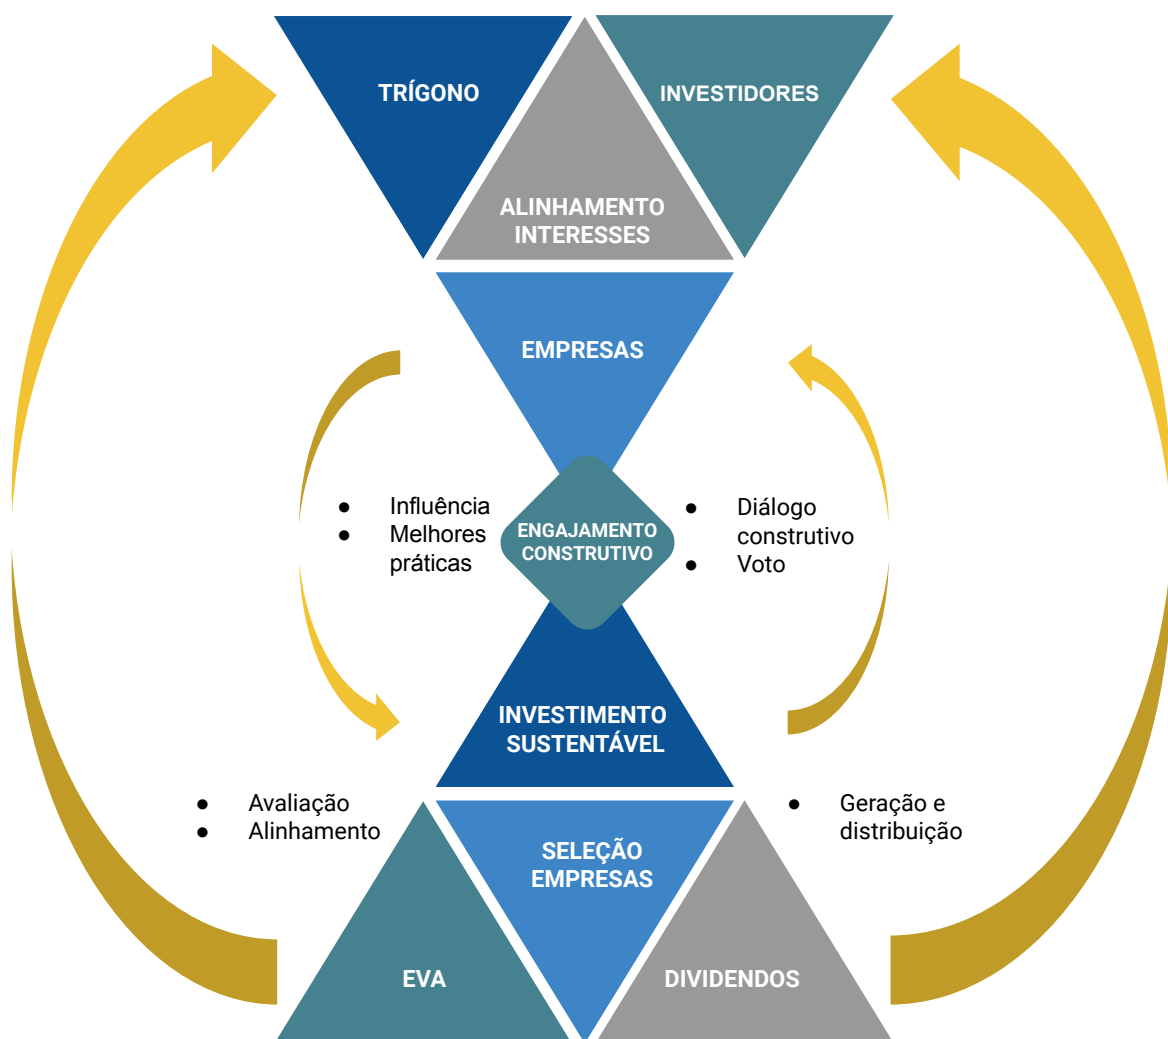 TRÍGONO
INVESTIDORES
ALINHAMENTO
INTERESSES
EMPRESAS
● Influência
● Melhores
práticas
ENGAJAMENTO
CONSTRUTIVO
● Diálogo
construtivo
● Voto
INVESTIMENTO
SUSTENTÁVEL
● Avaliação
● Alinhamento
● Geração e
distribuição
SELEÇÃO
EMPRESAS
EVA
DIVIDENDOS